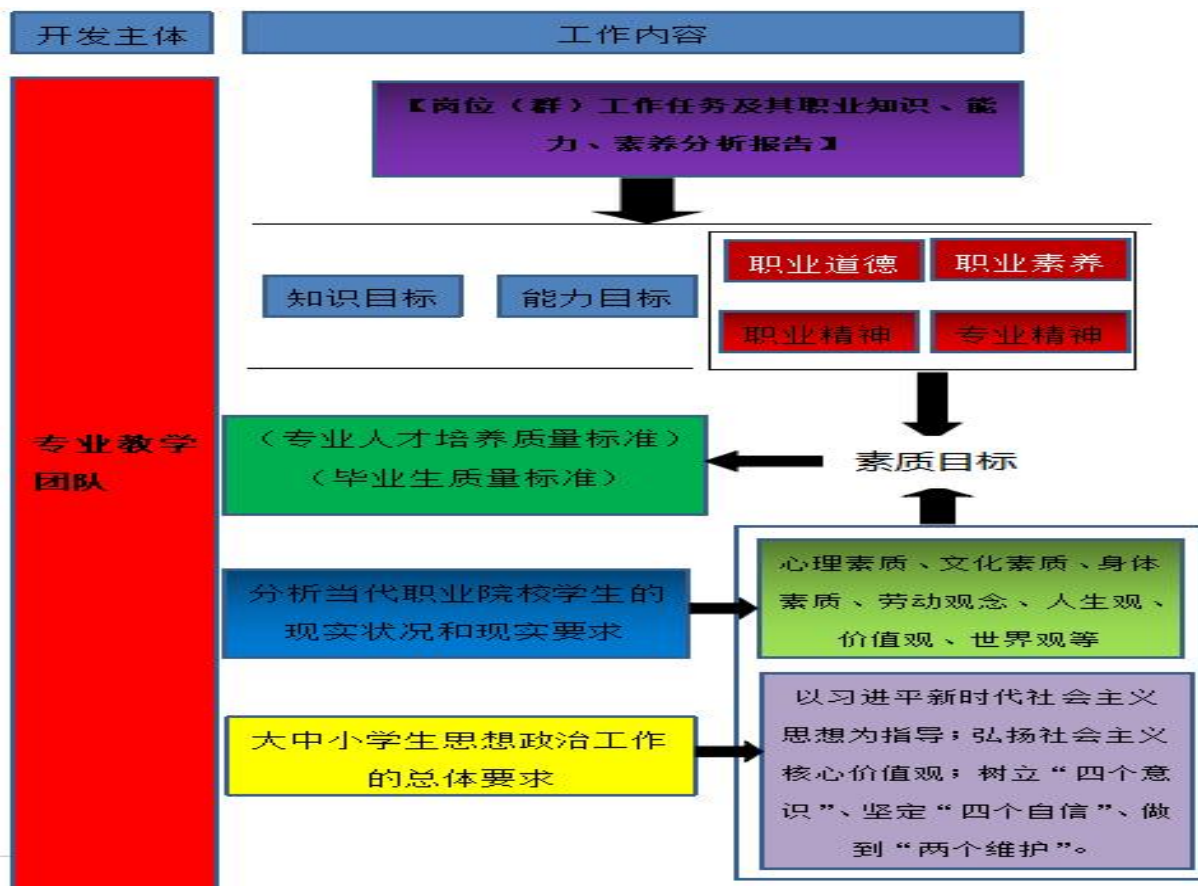 开发主体
工作内容
【岗位（群）工作任务及其职业知识、能
力、素养分析报告】
职业道德
职业素养
知识目标
能力目标
职业精神
专业精神
专业教学
团队
（专业人才培养质量标准）
（毕业生质量标准）
素质目标
分析当代职业院校学生的
现实状况和现实要求
心理素质、文化素质、身体
素质、劳动观念、人生观、
价值观、世界观等
大中小学生思想政治工作
的总体要求
以习进平新时代社会主义
思想为指导；弘扬社会主义
核心价值观；树立“四个意
识”、坚定“四个自信”、做
到“两个维护”。